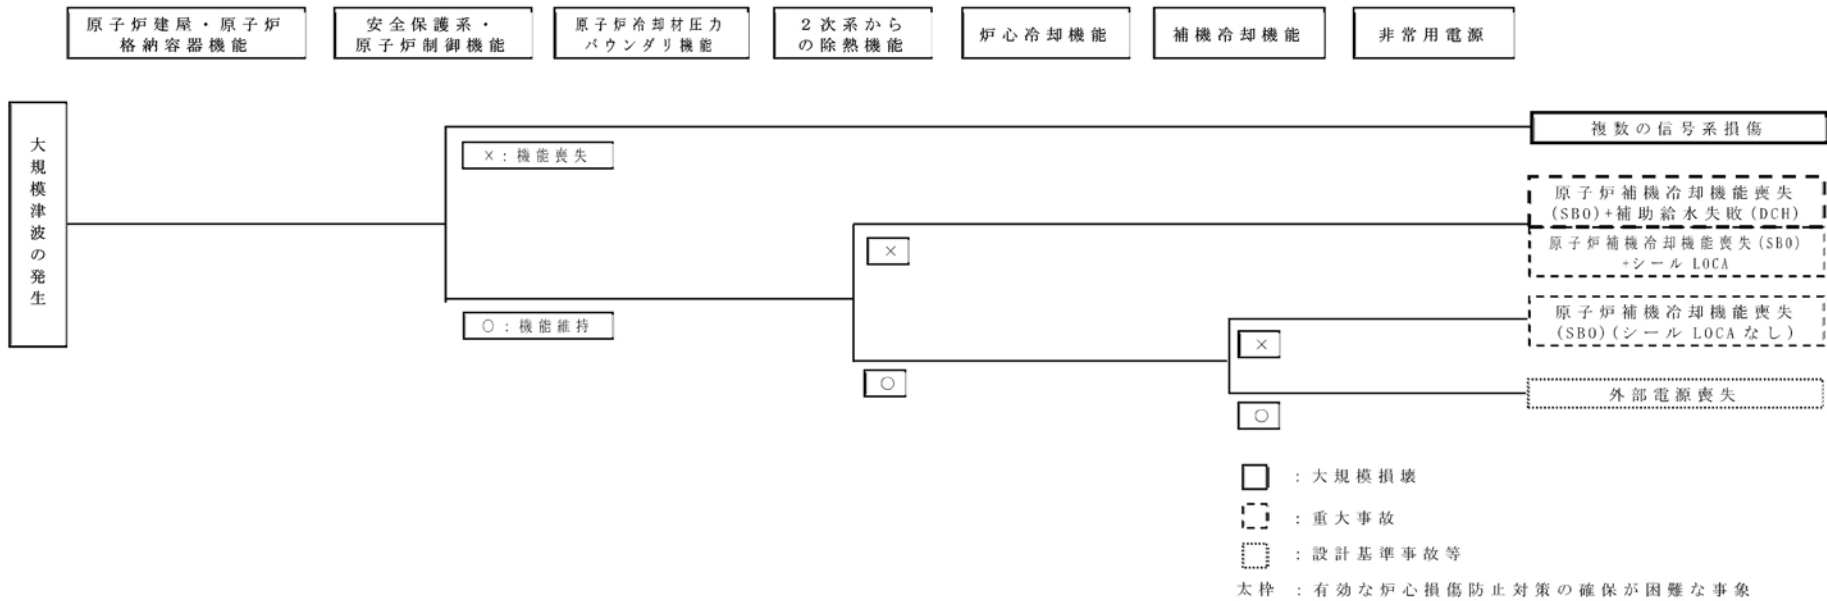 原子炉建屋・原子炉
格納容器機能
安全保護系・
原子炉制御機能
原子炉冷却材圧力
バウンダリ機能
2次系から
の除熱機能
炉心冷却機能
補機冷却機能
非常用電源
大規模津波の発生
×：機能喪失
○：機能維持
×
○
×
○
複数の信号系損傷
原子炉補機冷却機能喪失
(SBO)+補助給水失敗(DCH)
原子炉補機冷却機能喪失(SBO)
+シールLOCA
原子炉補機冷却機能喪失
(SBO)(シールLOCAなし)
外部電源喪失
：大規模損壊
：重大事故
：設計基準事故等
太枠：有効な炉心損傷防止対策の確保が困難な事象